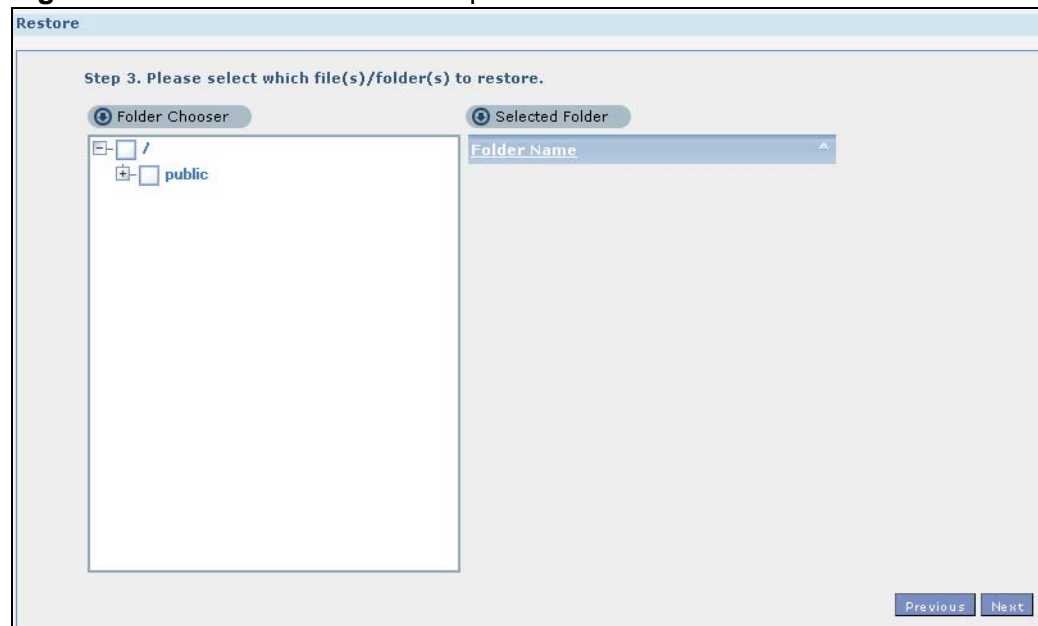 Restore
Step 3. Please select which file(s)/folder(s) to restore.
Folder Chooser
Selected Folder
/
public
Folder Name
Previous
Next